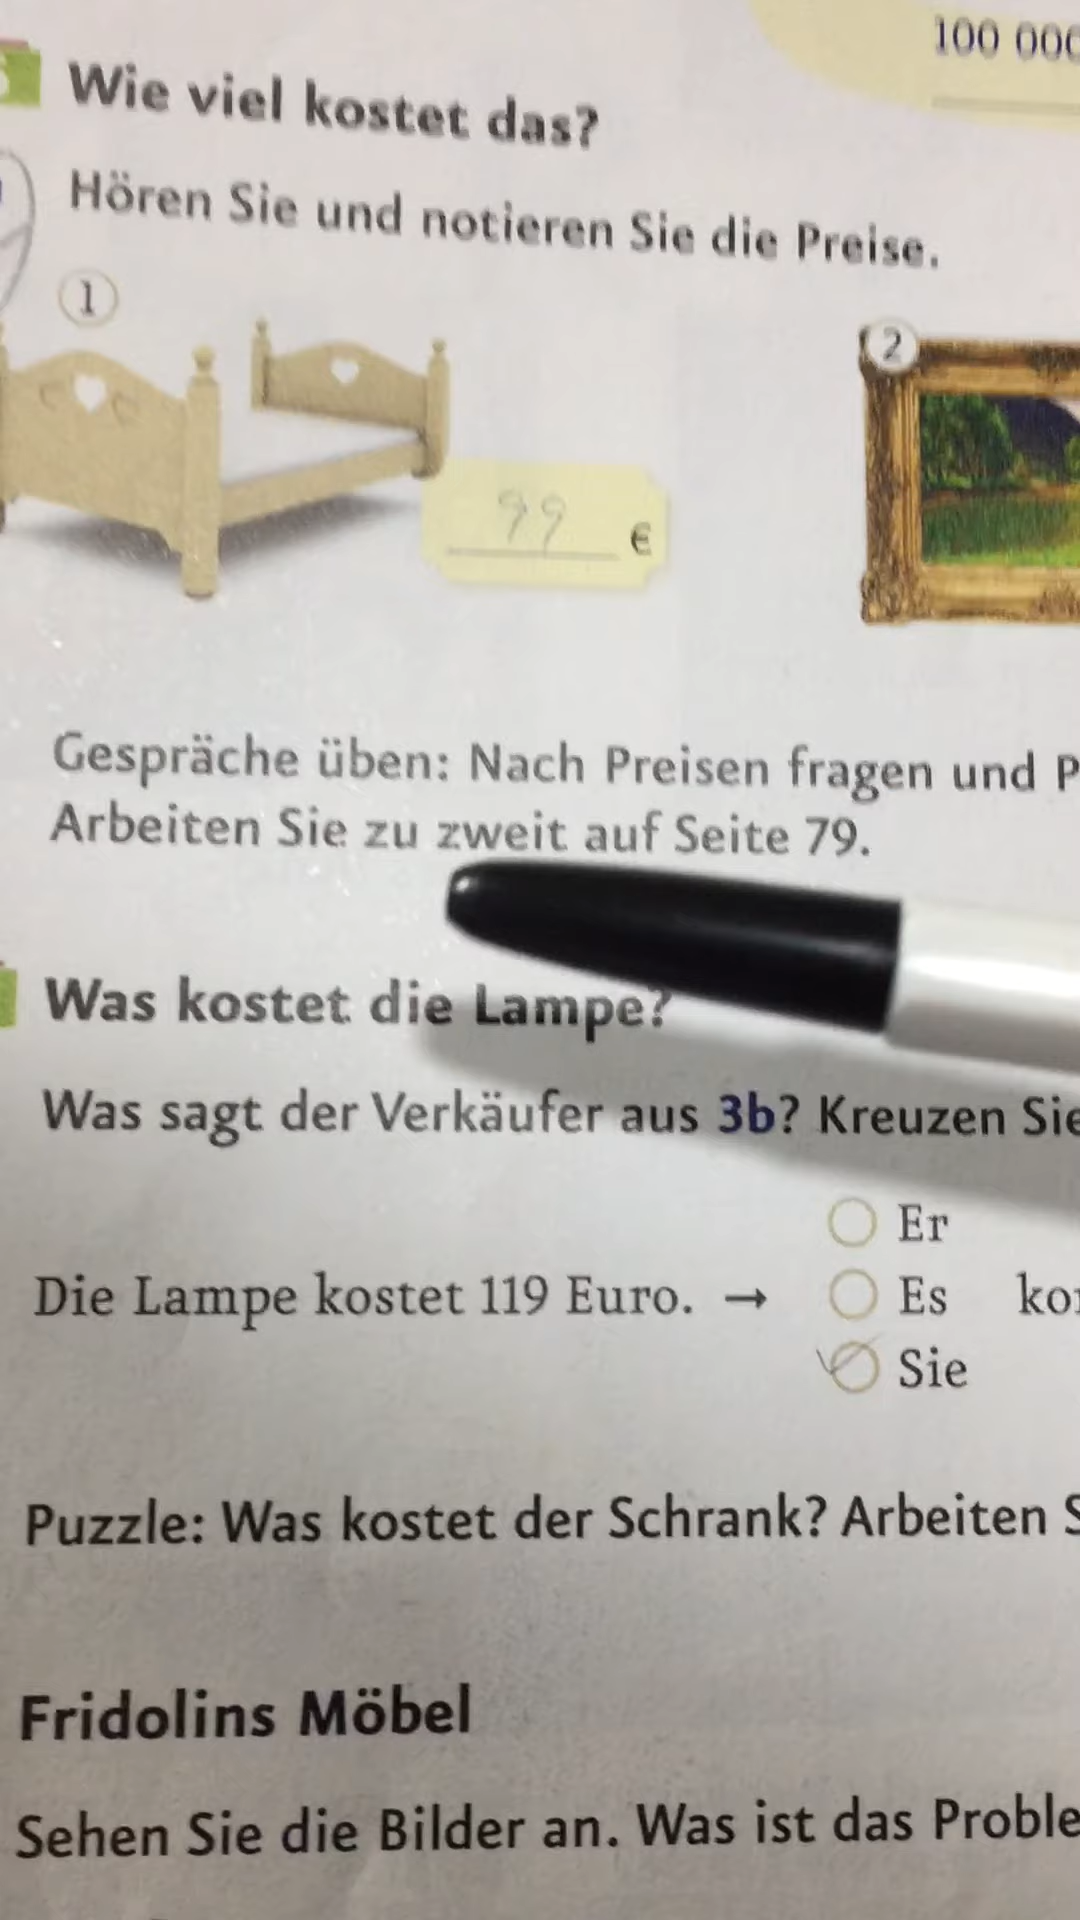 100 000
Wie viel kostet das?
Hören Sie und notieren Sie die Preise.
1
2
99 €
Gespräche üben: Nach Preisen fragen und P
Arbeiten Sie zu zweit auf Seite 79.
Was kostet die Lampe?
Was sagt der Verkäufer aus 3b? Kreuzen Sie
Er
Die Lampe kostet 119 Euro. → Es
Sie
Puzzle: Was kostet der Schrank? Arbeiten S
Fridolins Möbel
Sehen Sie die Bilder an. Was ist das Proble